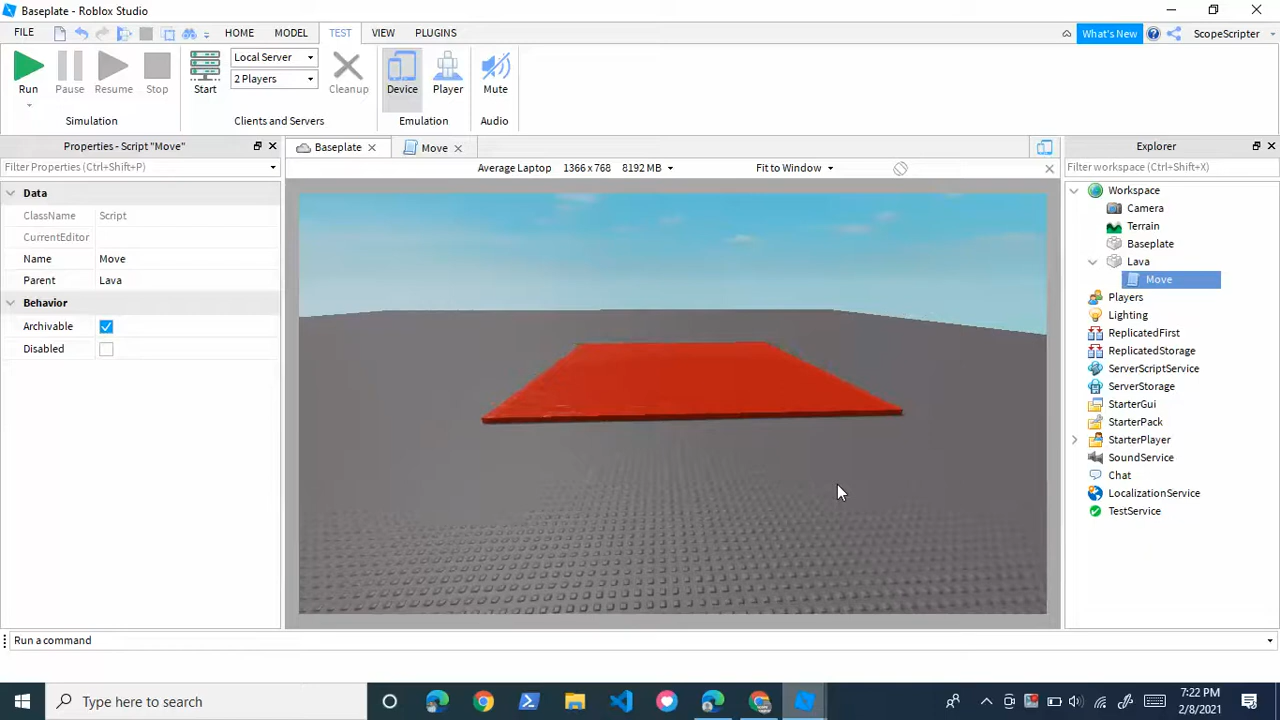 Baseplate - Roblox Studio
FILE HOME MODEL TEST VIEW PLUGINS What's New ScopeScripter
Run Pause Resume Stop Start Local Server 2 Players Cleanup Device Player Mute
Simulation Clients and Servers Emulation Audio
Properties - Script "Move"
Filter Properties (Ctrl+Shift+P)
Data
ClassName Script
CurrentEditor
Name Move
Parent Lava
Behavior
Archivable
Disabled
Baseplate Move
Average Laptop 1366 x 768 8192 MB Fit to Window
Explorer
Filter workspace (Ctrl+Shift+X)
Workspace
Camera
Terrain
Baseplate
Lava
Move
Players
Lighting
ReplicatedFirst
ReplicatedStorage
ServerScriptService
ServerStorage
StarterGui
StarterPack
StarterPlayer
SoundService
Chat
LocalizationService
TestService
Run a command
Type here to search
7:22 PM
2/8/2021